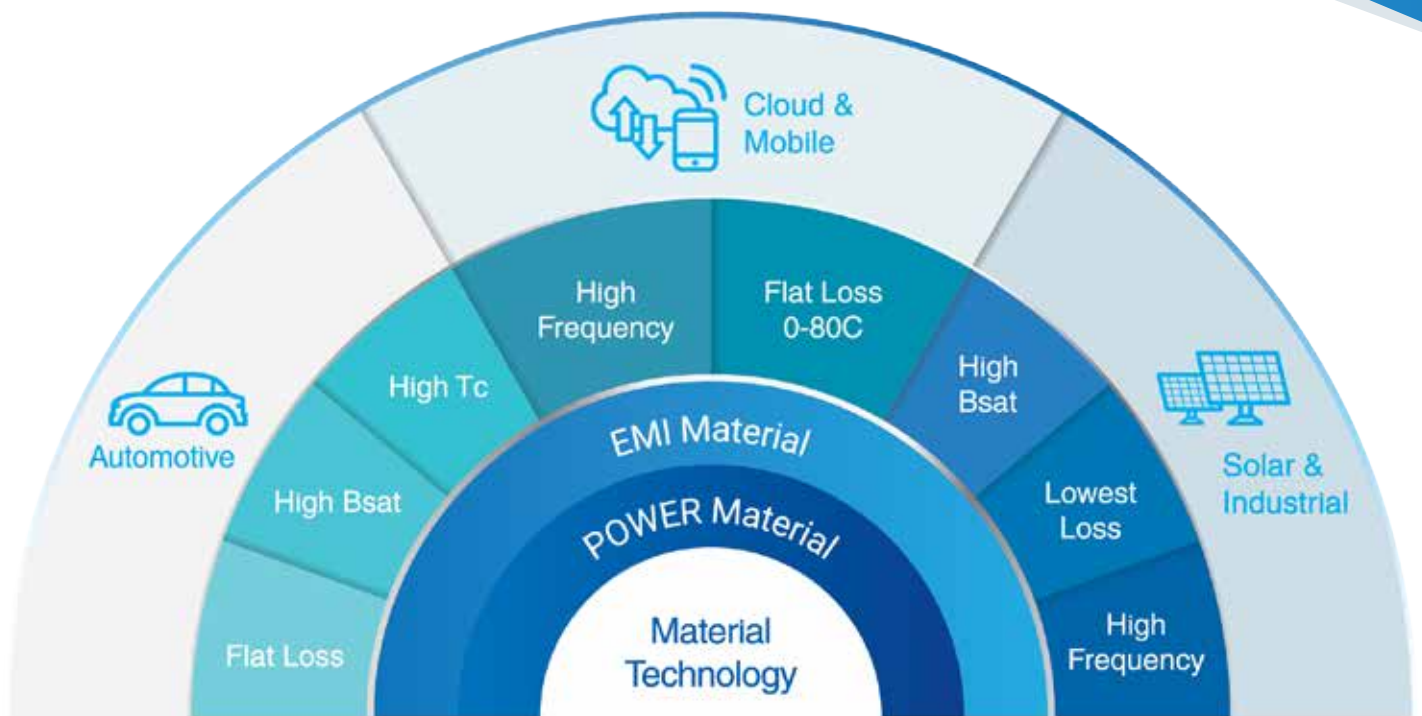 Cloud &
Mobile
High
Frequency
Flat Loss
0-80C
High Tc
High
Bsat
Automotive
High Bsat
Solar &
Industrial
Lowest
Loss
Flat Loss
High
Frequency
EMI Material
POWER Material
Material
Technology